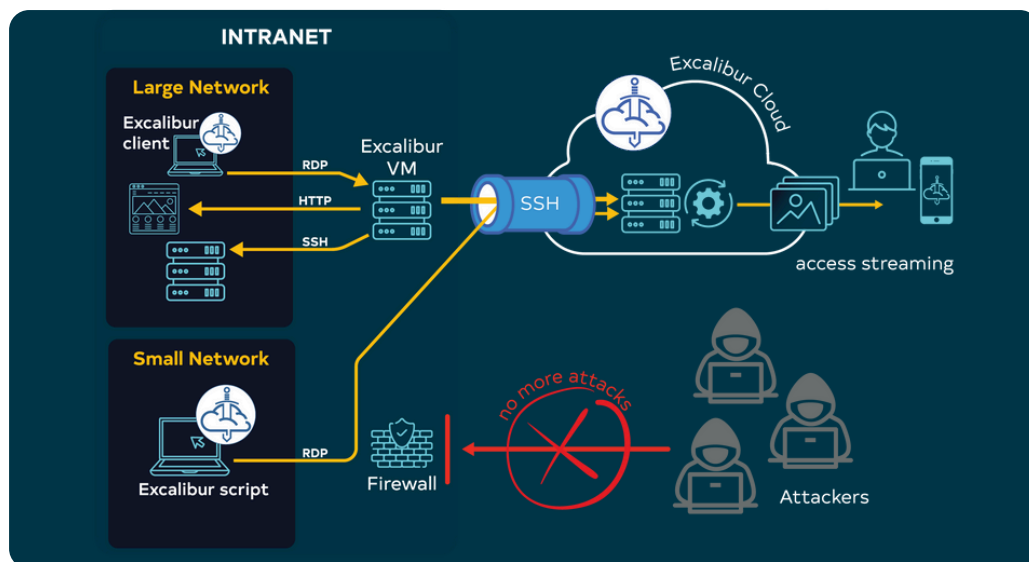 INTRANET
Large Network
Excalibur
client
RDP
HTTP
SSH
Excalibur
VM
SSH
Excalibur Cloud
access streaming
Small Network
RDP
Excalibur script
Firewall
no more attacks
Attackers